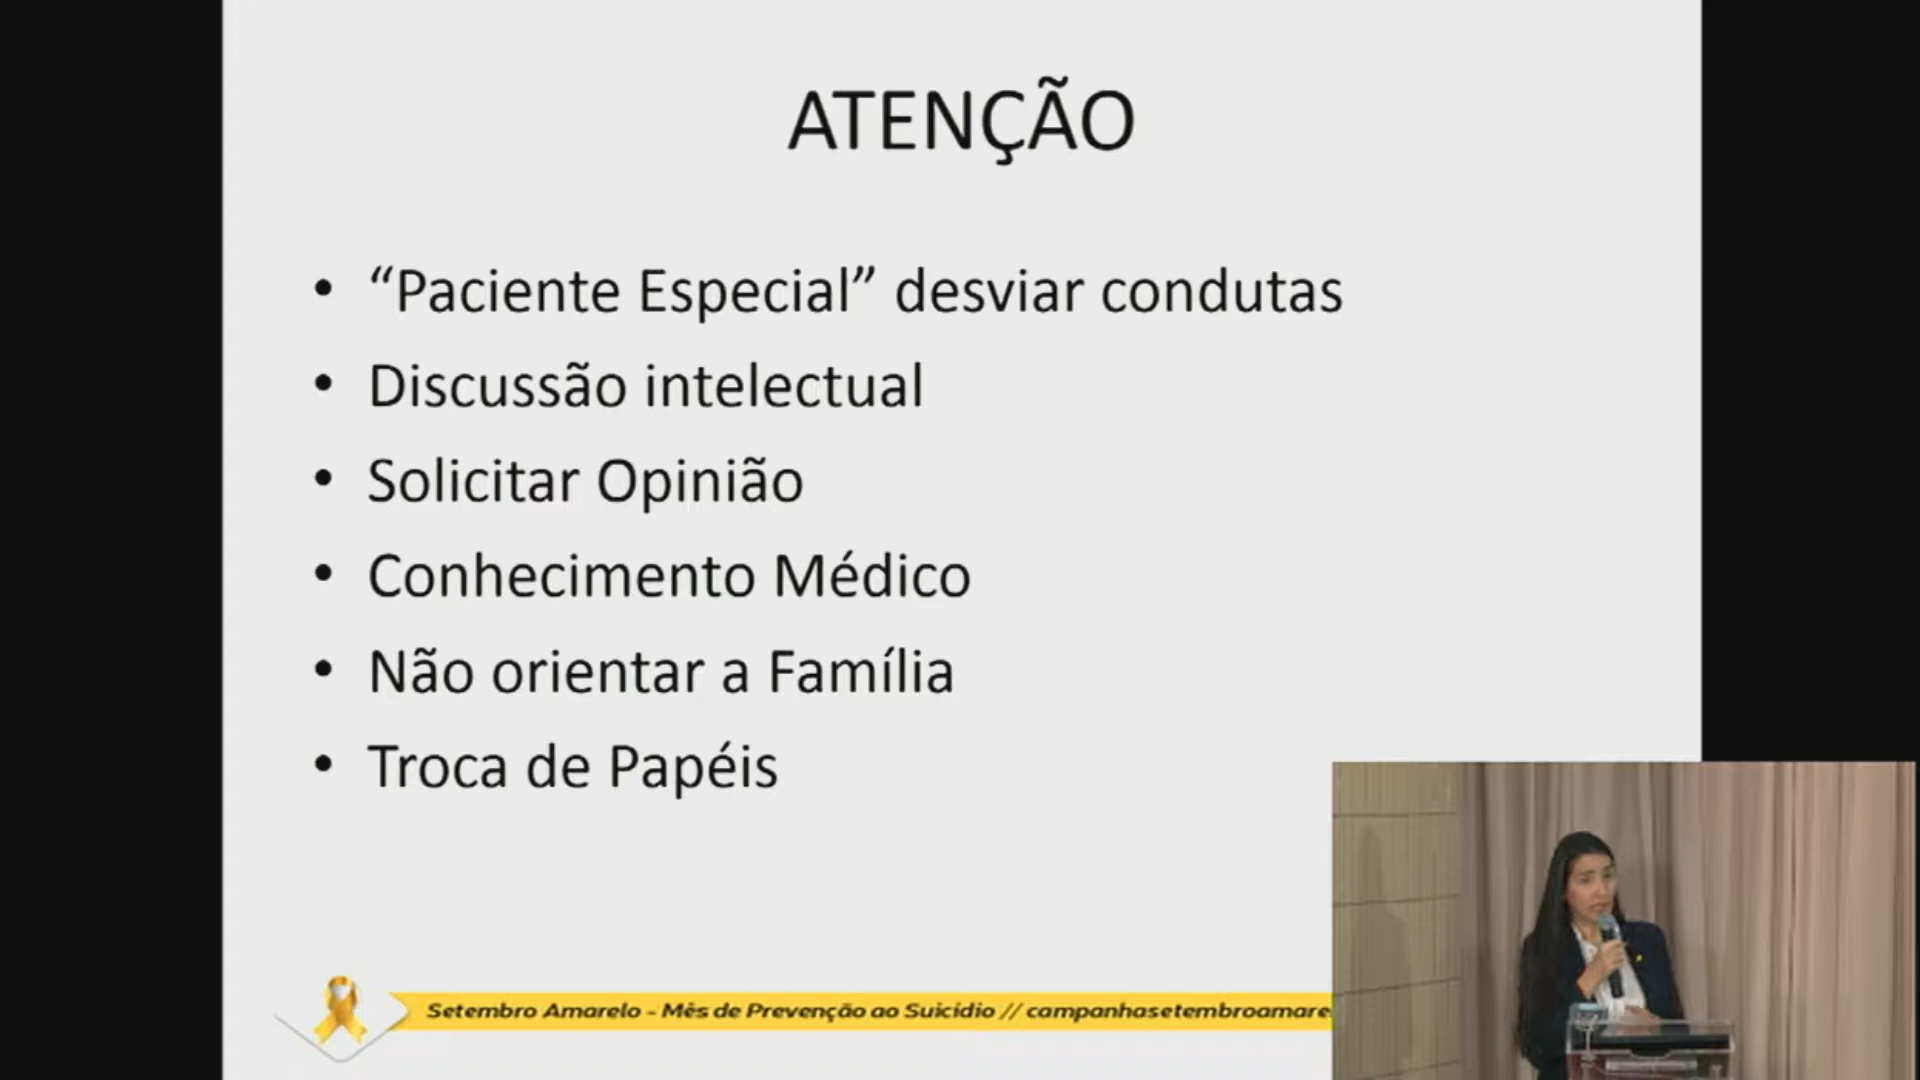 ATENÇÃO
• “Paciente Especial” desviar condutas
• Discussão intelectual
• Solicitar Opinião
• Conhecimento Médico
• Não orientar a Família
• Troca de Papéis
Setembro Amarelo - Mês de Prevenção ao Suicídio // campanhasetembroamare